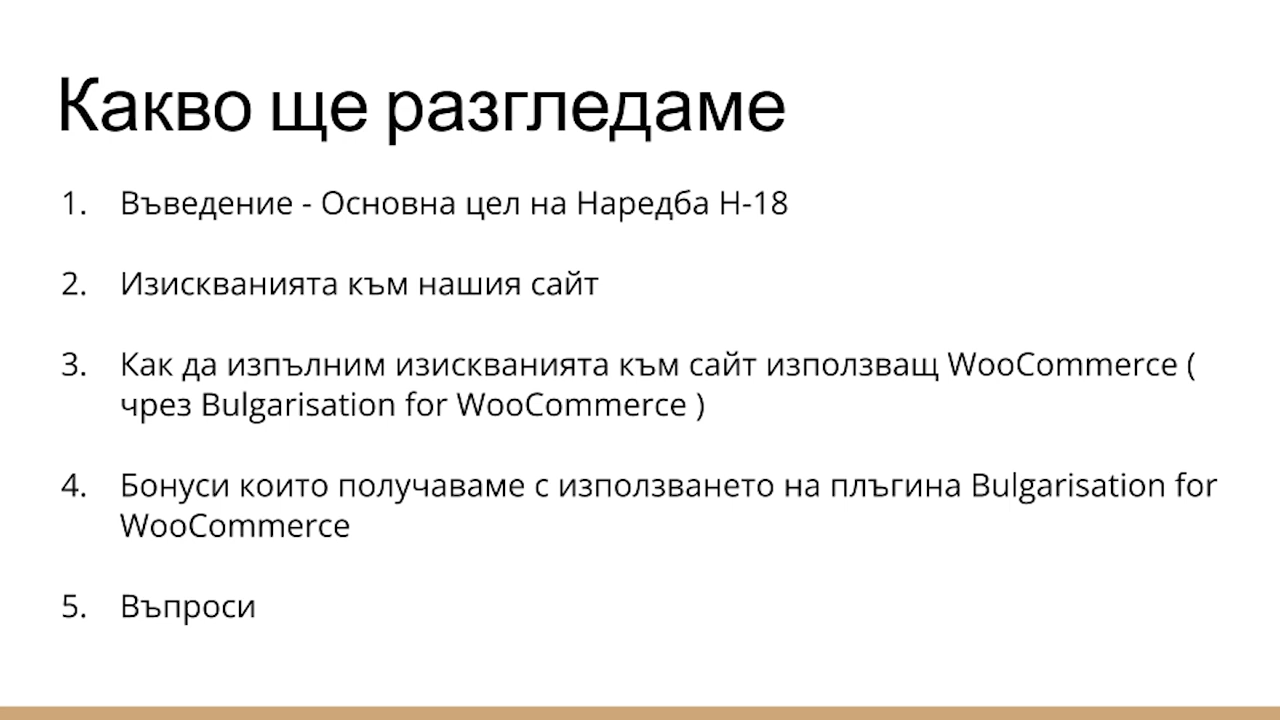 Какво ще разгледаме
1. Въведение - Основна цел на Наредба Н-18
2. Изискванията към нашия сайт
3. Как да изпълним изискванията към сайт използващ WooCommerce (
чрез Bulgarisation for WooCommerce )
4. Бонуси които получаваме с използването на плъгина Bulgarisation for
WooCommerce
5. Въпроси